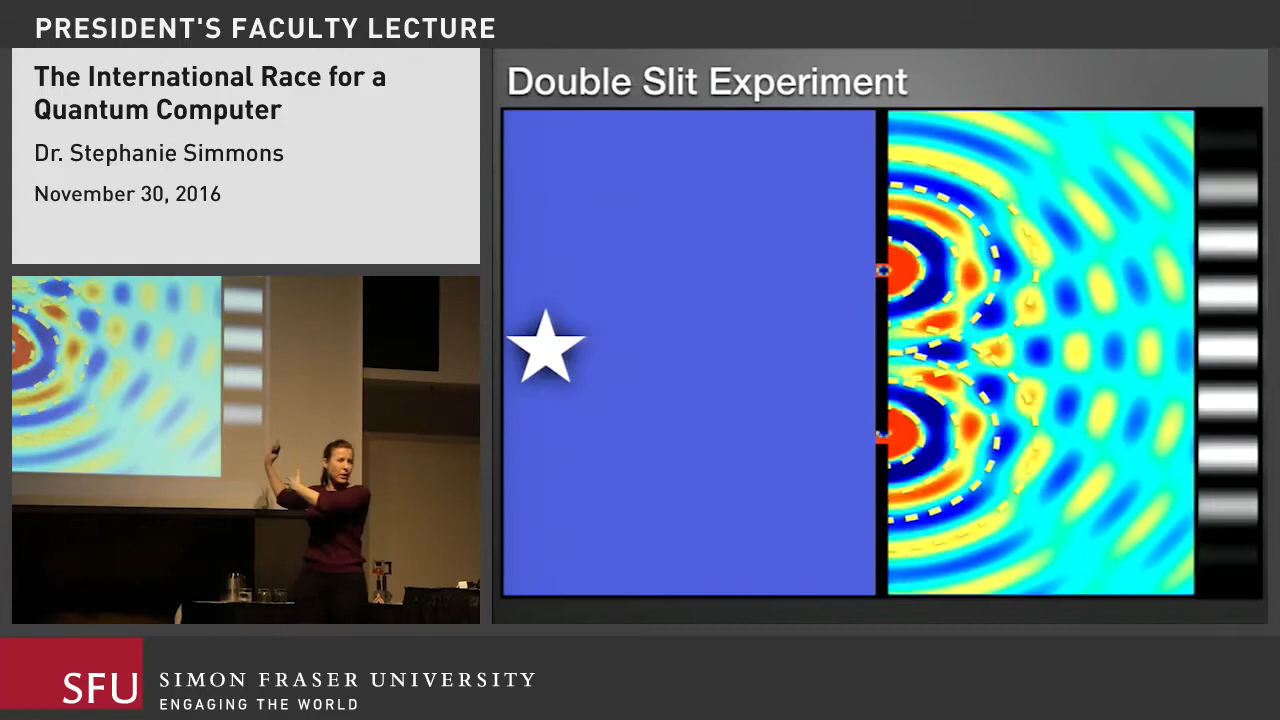 PRESIDENT'S FACULTY LECTURE
The International Race for a
Quantum Computer
Dr. Stephanie Simmons
November 30, 2016
Double Slit Experiment
SFU
SIMON FRASER UNIVERSITY
ENGAGING THE WORLD